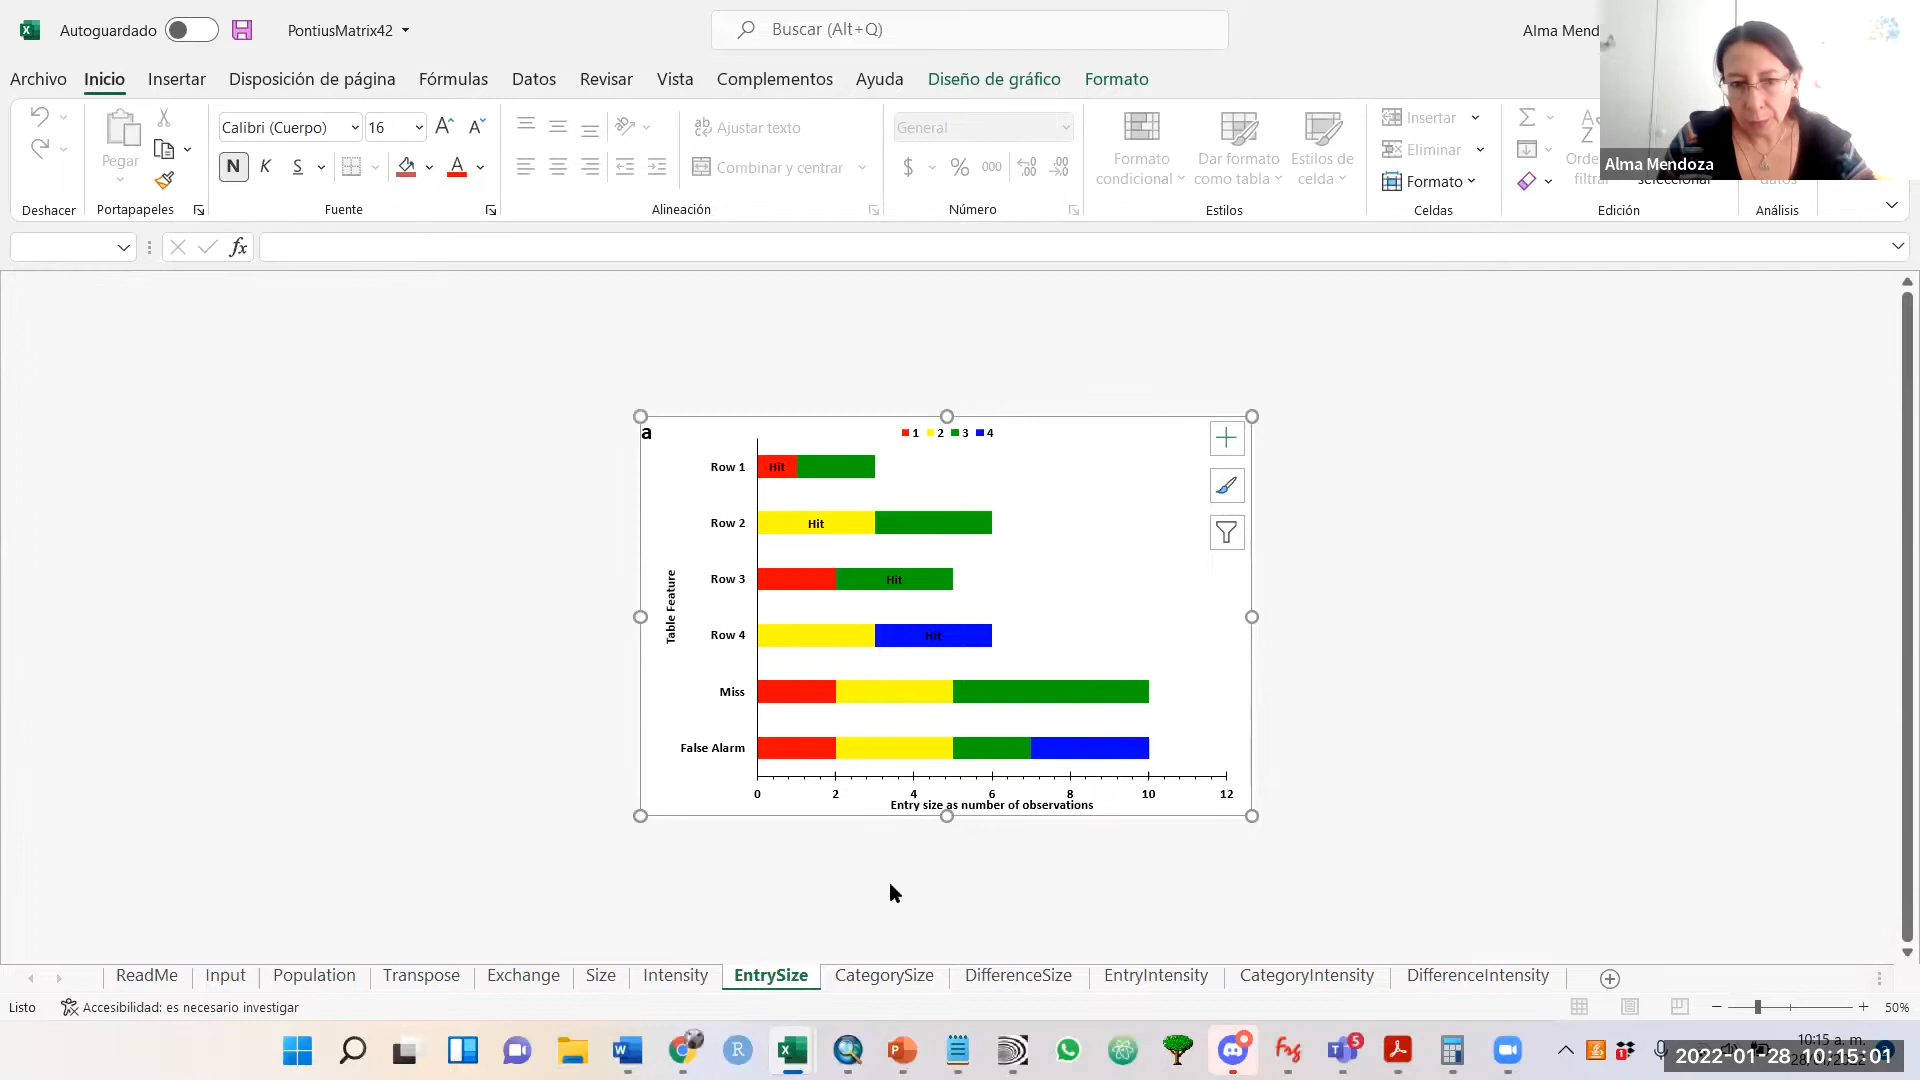 Autoguardado
PontiusMatrix42
Buscar (Alt+Q)
Alma Mend
Archivo Inicio Insertar Disposición de página Fórmulas Datos Revisar Vista Complementos Ayuda Diseño de gráfico Formato
Pegar
Calibri (Cuerpo) 16
N K S
Ajustar texto
Combinar y centrar
General
$ % 000
Formato condicional
Dar formato como tabla
Estilos de celda
Insertar
Eliminar
Formato
Alma Mendoza
Deshacer Portapapeles Fuente Alineación Número Estilos Celdas Edición Análisis
fx
a
1 2 3 4
Row 1 Hit
Row 2 Hit
Row 3 Hit
Row 4 Hit
Miss
False Alarm
Table Feature
0 2 4 6 8 10 12
Entry size as number of observations
ReadMe Input Population Transpose Exchange Size Intensity EntrySize CategorySize DifferenceSize EntryIntensity CategoryIntensity DifferenceIntensity
Listo Accesibilidad: es necesario investigar 50%
10:15 a. m.
2022-01-28 10:15:01